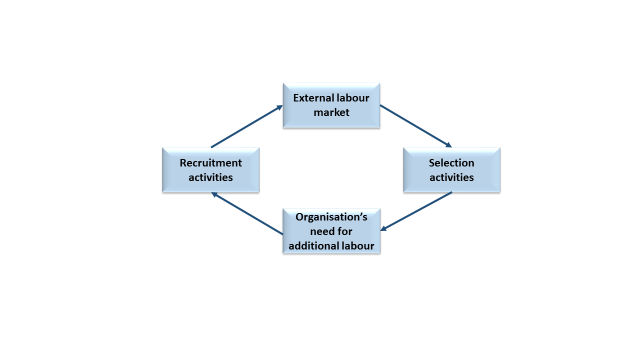 External labour
market
Recruitment
activities
Selection
activities
Organisation's
need for
additional labour